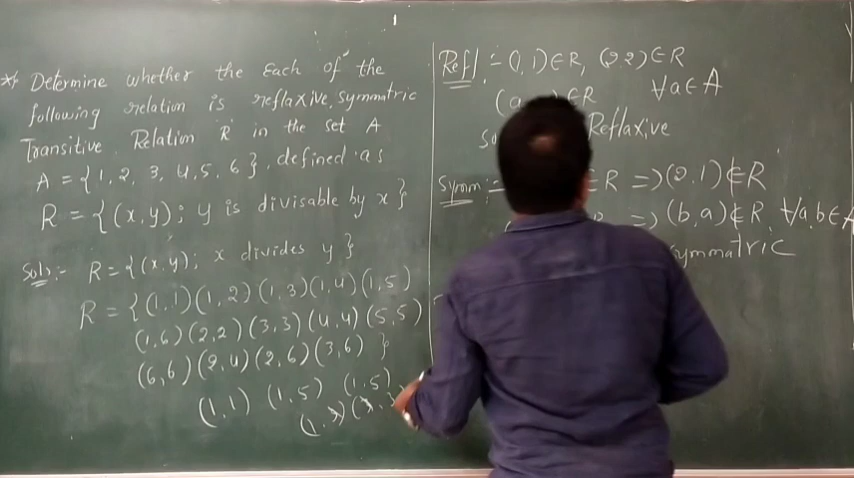 * Determine whether the Each of the
following relation is reflaxive, symmetric
Transitive. Relation R in the set A
A = {1, 2, 3, 4, 5, 6}, defined as
R = {(x,y); y is divisable by x}
Sol:- R = {(x,y); x divides y}
R = {(1,1)(1,2)(1,3)(1,4)(1,5)
(1,6)(2,2)(3,3)(4,4)(5,5)
(6,6)(2,4)(2,6)(3,6)}
(1,1) (1,5) (1,5)
Refl:- (1,1)∈R, (2,2)∈R
(a ∈R ∀a∈A
Reflaxive
Symm:- ∈R => (2,1)∉R
=> (b,a)∉R, ∀a,b∈A
ymmatric